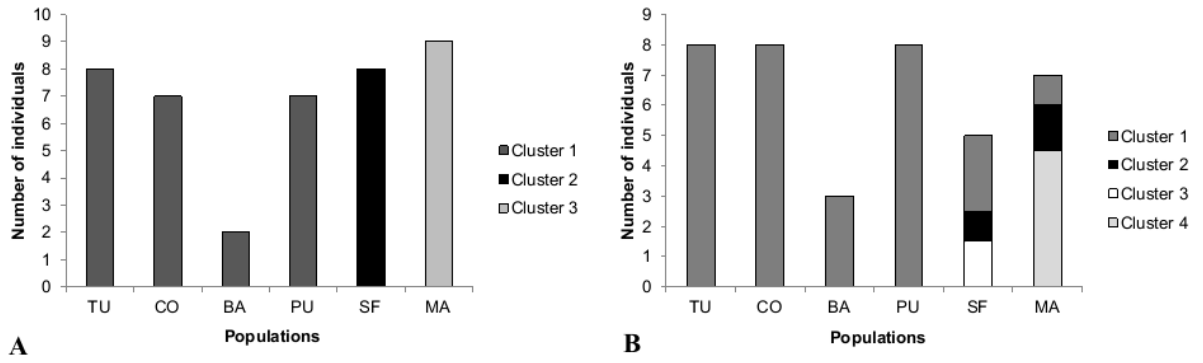 10
9
8
7
6
5
4
3
2
1
0
Number of individuals
TU CO BA PU SF MA
Populations
Cluster 1
Cluster 2
Cluster 3
A
9
8
7
6
5
4
3
2
1
0
Number of individuals
TU CO BA PU SF MA
Populations
Cluster 1
Cluster 2
Cluster 3
Cluster 4
B